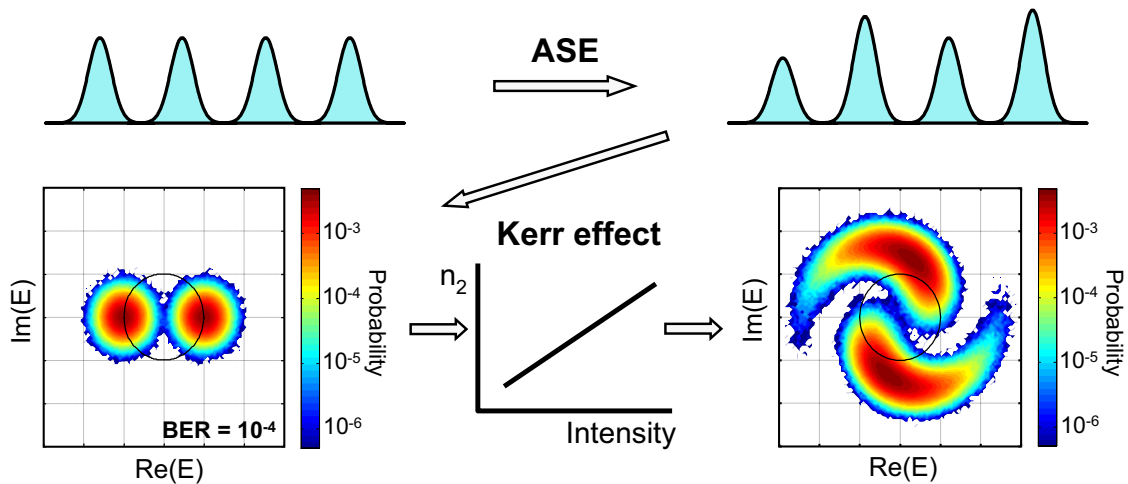 ASE
Kerr effect
Im(E)
10-3
10-4
10-5
10-6
Probability
BER = 10-4
Re(E)
n2
Intensity
Im(E)
10-3
10-4
10-5
10-6
Probability
Re(E)